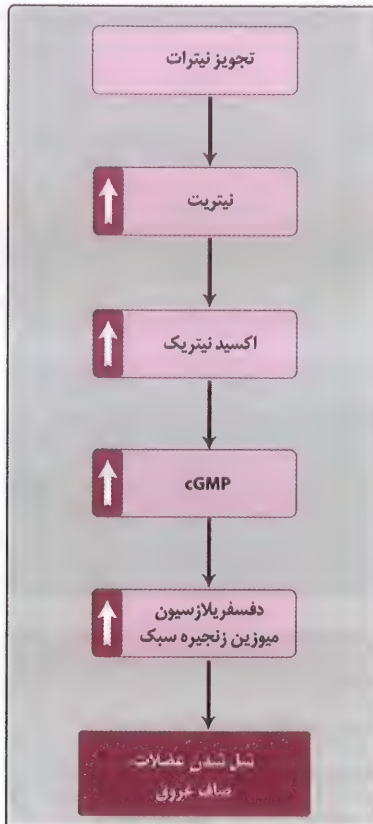 تجویز نیترات
نیتریت
اکسید نیتریک
cGMP
دفسفریلازسیون
میوزین زنجیره سبک
شل شدن عضلات
صاف عروق